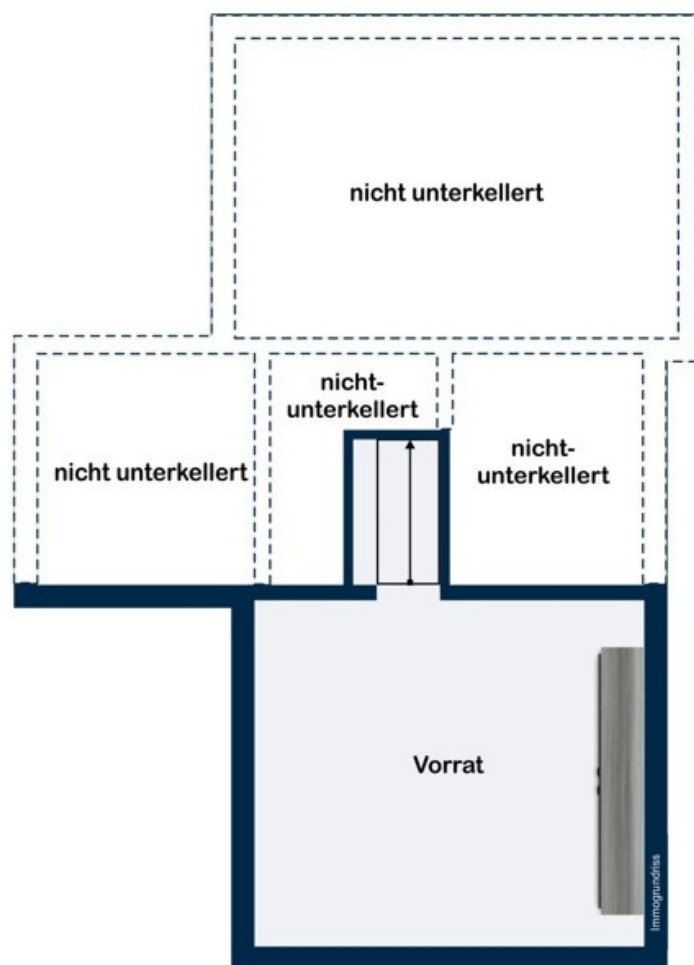 nicht unterkellert
nicht-
unterkellert
nicht unterkellert
nicht-
unterkellert
Vorrat
Immogrundriss